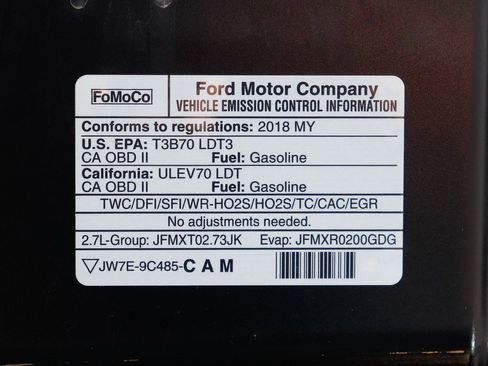 FoMoCo
Ford Motor Company
VEHICLE EMISSION CONTROL INFORMATION
Conforms to regulations: 2018 MY
U.S. EPA: T3B70 LDT3
CA OBD II Fuel: Gasoline
California: ULEV70 LDT
CA OBD II Fuel: Gasoline
TWC/DFI/SFI/WR-HO2S/HO2S/TC/CAC/EGR
No adjustments needed.
2.7L-Group: JFMXT02.73JK Evap: JFMXR0200GDG
JW7E-9C485-CAM